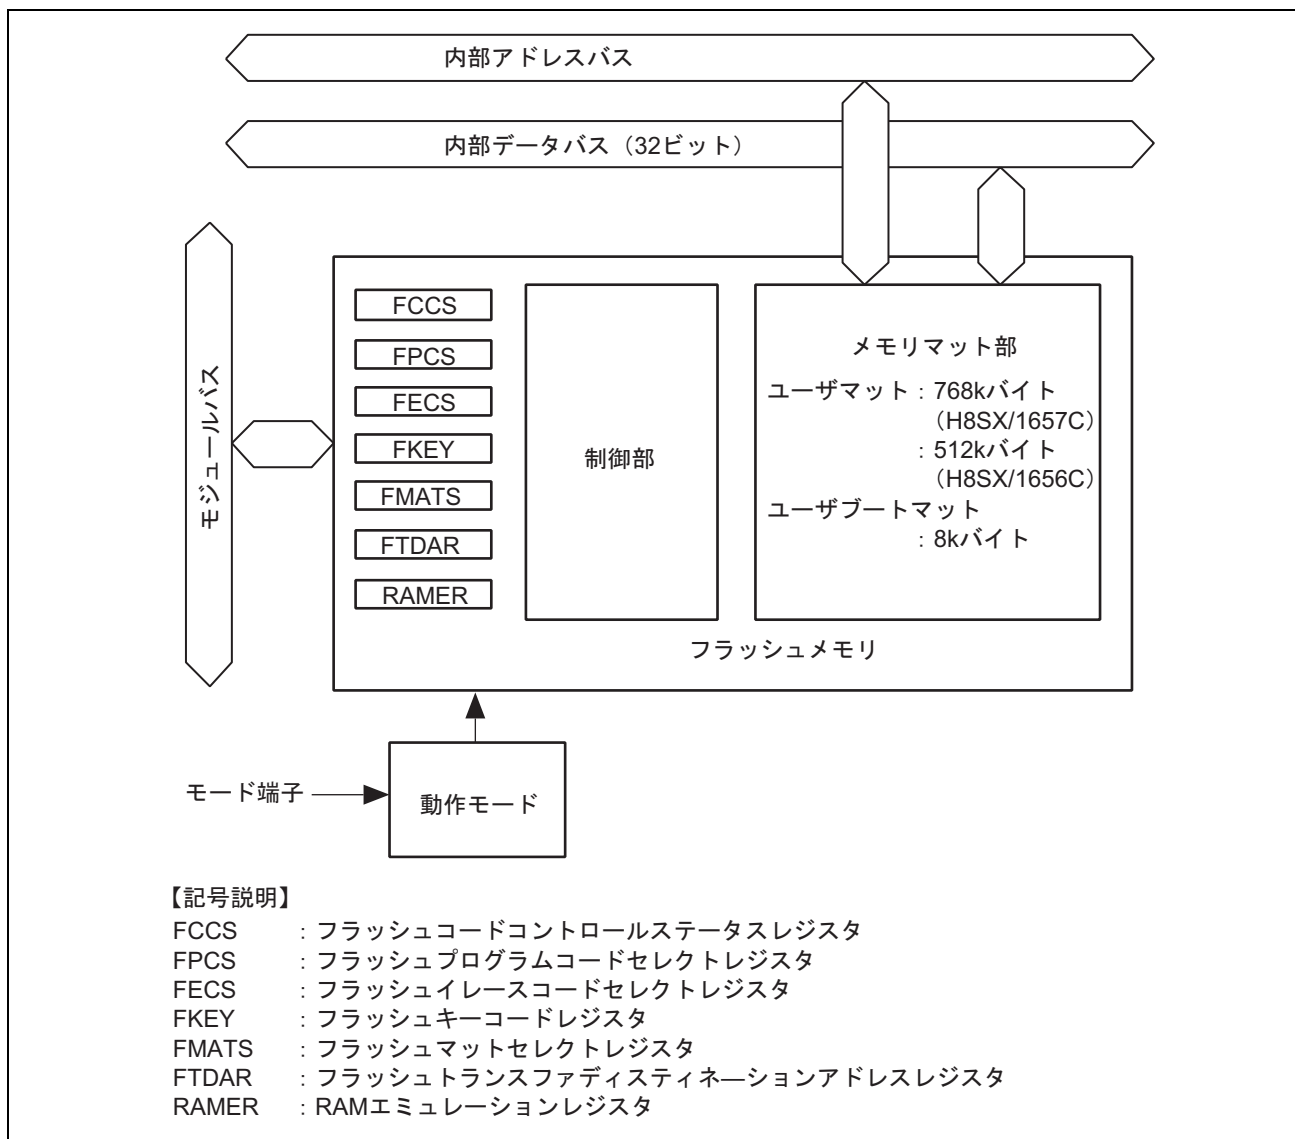 内部アドレスバス
内部データバス（32ビット）
モジュールバス
FCCS
FPCS
FECS
FKEY
FMATS
FTDAR
RAMER
制御部
メモリマット部
ユーザマット：768kバイト
（H8SX/1657C）
：512kバイト
（H8SX/1656C）
ユーザブートマット
：8kバイト
フラッシュメモリ
モード端子
動作モード
【記号説明】
FCCS ：フラッシュコードコントロールステータスレジスタ
FPCS ：フラッシュプログラムコードセレクトレジスタ
FECS ：フラッシュイレースコードセレクトレジスタ
FKEY ：フラッシュキーコードレジスタ
FMATS ：フラッシュマットセレクトレジスタ
FTDAR ：フラッシュトランスファディスティネ―ションアドレスレジスタ
RAMER ：RAMエミュレーションレジスタ